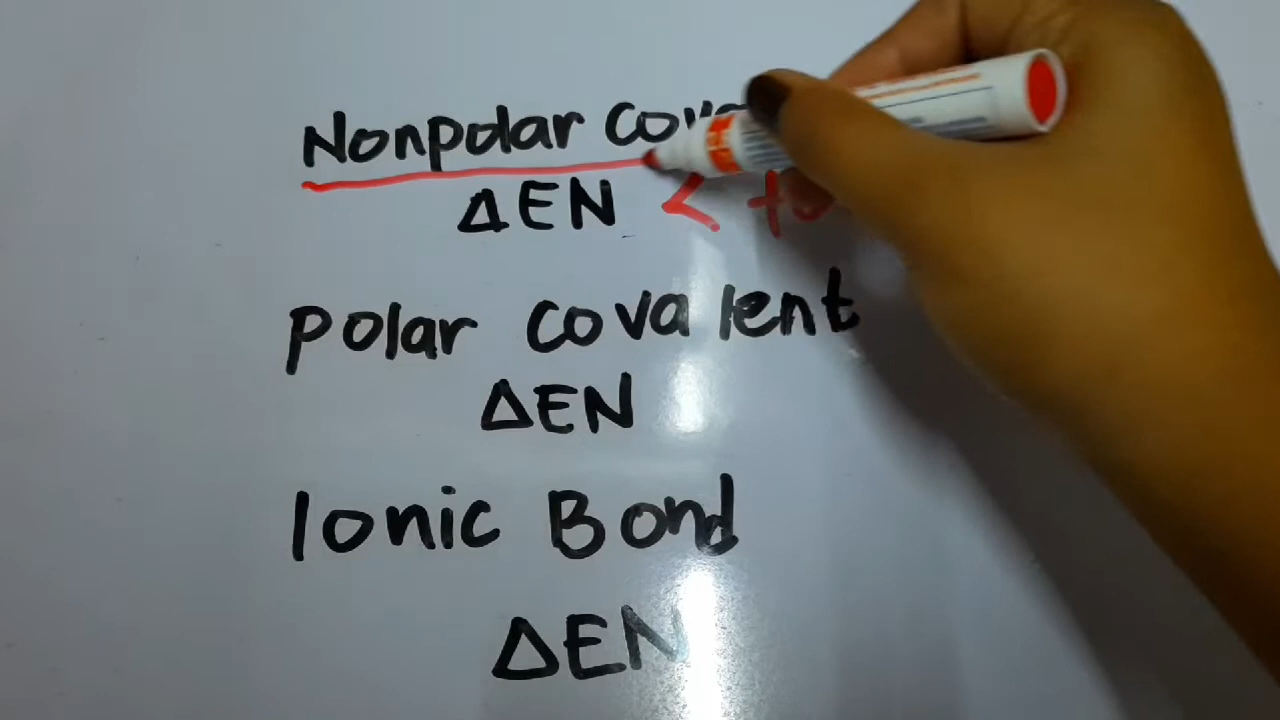 Nonpolar
ΔEN <
polar covalent
ΔEN
Ionic Bond
ΔEN